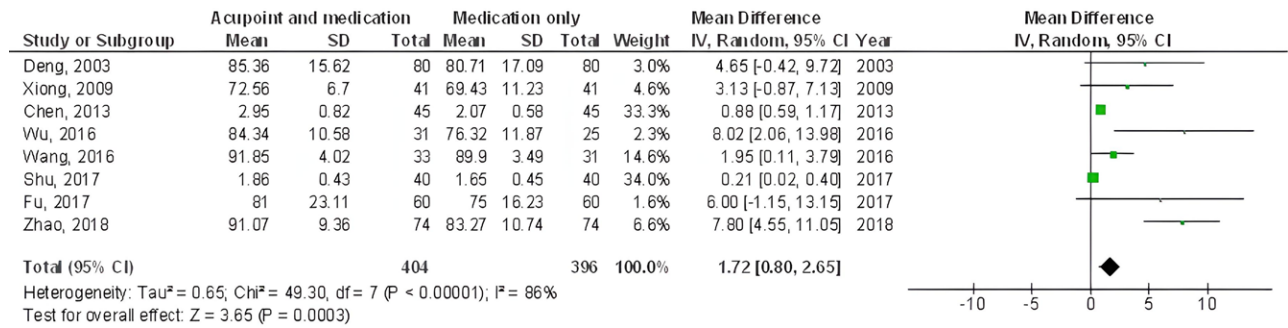 Acupoint and medication Medication only Mean Difference Mean Difference
Study or Subgroup Mean SD Total Mean SD Total Weight IV, Random, 95% CI Year IV, Random, 95% CI
Deng, 2003 85.36 15.62 80 80.71 17.09 80 3.0% 4.65 [-0.42, 9.72] 2003
Xiong, 2009 72.56 6.7 41 69.43 11.23 41 4.6% 3.13 [-0.87, 7.13] 2009
Chen, 2013 2.95 0.82 45 2.07 0.58 45 33.3% 0.88 [0.59, 1.17] 2013
Wu, 2016 84.34 10.58 31 76.32 11.87 25 2.3% 8.02 [2.06, 13.98] 2016
Wang, 2016 91.85 4.02 33 89.9 3.49 31 14.6% 1.95 [0.11, 3.79] 2016
Shu, 2017 1.86 0.43 40 1.65 0.45 40 34.0% 0.21 [0.02, 0.40] 2017
Fu, 2017 81 23.11 60 75 16.23 60 1.6% 6.00 [-1.15, 13.15] 2017
Zhao, 2018 91.07 9.36 74 83.27 10.74 74 6.6% 7.80 [4.55, 11.05] 2018
Total (95% CI) 404 396 100.0% 1.72 [0.80, 2.65]
Heterogeneity: Tau² = 0.65; Chi² = 49.30, df = 7 (P < 0.00001); I² = 86%
Test for overall effect: Z = 3.65 (P = 0.0003)
-10 -5 0 5 10